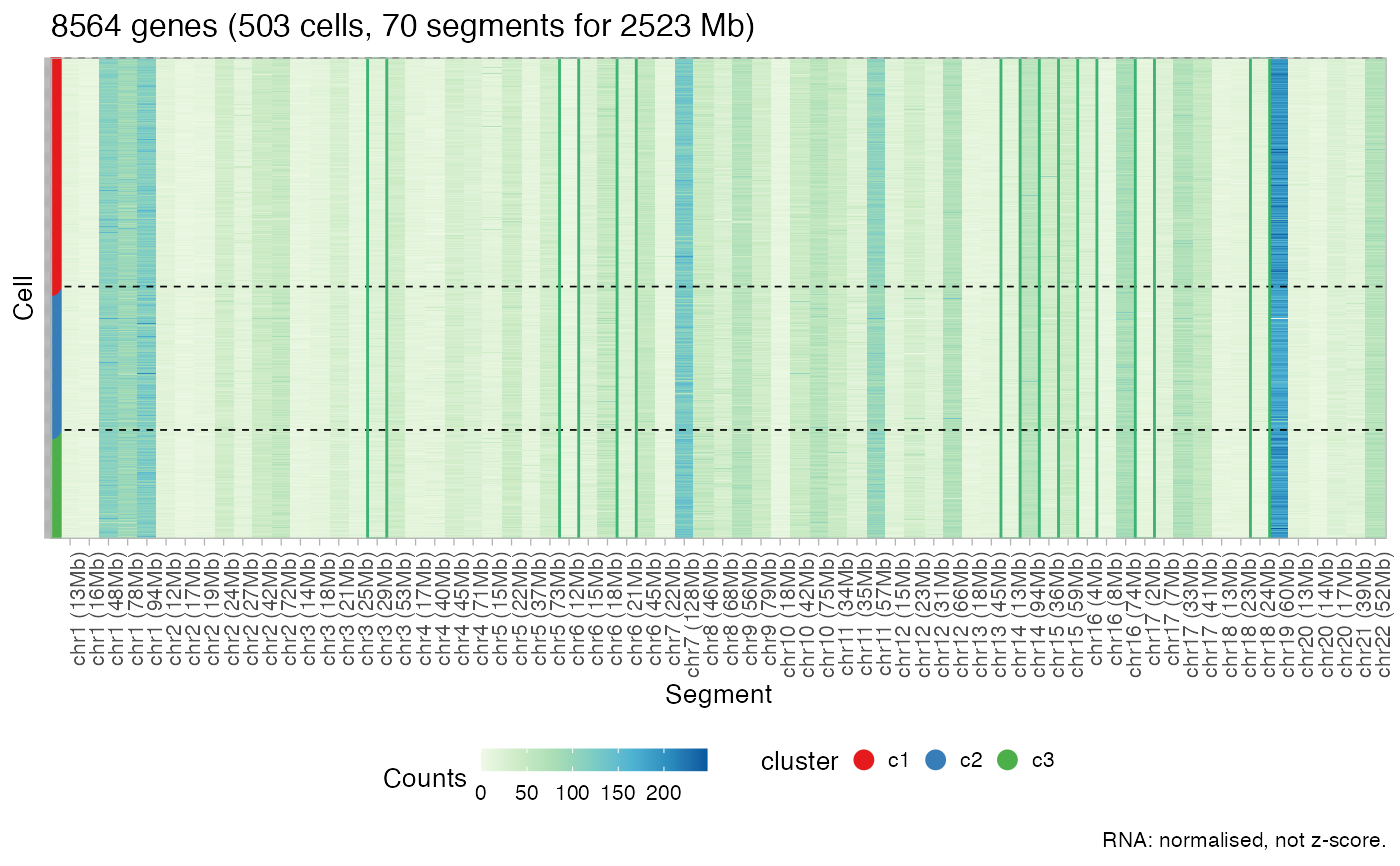 8564 genes (503 cells, 70 segments for 2523 Mb)
Cell
chr1 (13Mb)
chr1 (16Mb)
chr1 (48Mb)
chr1 (78Mb)
chr1 (94Mb)
chr2 (12Mb)
chr2 (17Mb)
chr2 (19Mb)
chr2 (24Mb)
chr2 (27Mb)
chr2 (42Mb)
chr2 (72Mb)
chr3 (14Mb)
chr3 (18Mb)
chr3 (21Mb)
chr3 (25Mb)
chr3 (29Mb)
chr3 (53Mb)
chr4 (17Mb)
chr4 (40Mb)
chr4 (45Mb)
chr4 (71Mb)
chr5 (15Mb)
chr5 (22Mb)
chr5 (37Mb)
chr5 (73Mb)
chr6 (12Mb)
chr6 (15Mb)
chr6 (18Mb)
chr6 (21Mb)
chr6 (45Mb)
chr7 (22Mb)
chr7 (128Mb)
chr8 (46Mb)
chr8 (68Mb)
chr9 (56Mb)
chr9 (79Mb)
chr10 (18Mb)
chr10 (42Mb)
chr10 (75Mb)
chr11 (34Mb)
chr11 (35Mb)
chr11 (57Mb)
chr12 (15Mb)
chr12 (23Mb)
chr12 (31Mb)
chr12 (66Mb)
chr13 (18Mb)
chr13 (45Mb)
chr14 (13Mb)
chr14 (94Mb)
chr15 (36Mb)
chr15 (59Mb)
chr16 (4Mb)
chr16 (8Mb)
chr16 (74Mb)
chr17 (2Mb)
chr17 (7Mb)
chr17 (33Mb)
chr17 (41Mb)
chr18 (13Mb)
chr18 (23Mb)
chr18 (24Mb)
chr19 (60Mb)
chr20 (13Mb)
chr20 (14Mb)
chr20 (17Mb)
chr21 (39Mb)
chr22 (52Mb)
Segment
Counts 0 50 100 150 200
cluster c1 c2 c3
RNA: normalised, not z-score.